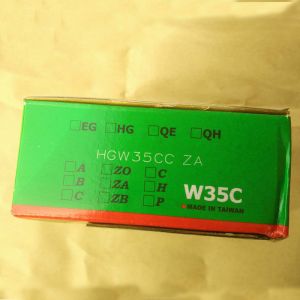 ☐EG ☐HG ☐QE ☐QH
HGW35CC ZA
☐A ☐ZO ☐C
☐B ☐ZA ☐H
☐C ☐ZB ☐P
W35C
MADE IN TAIWAN